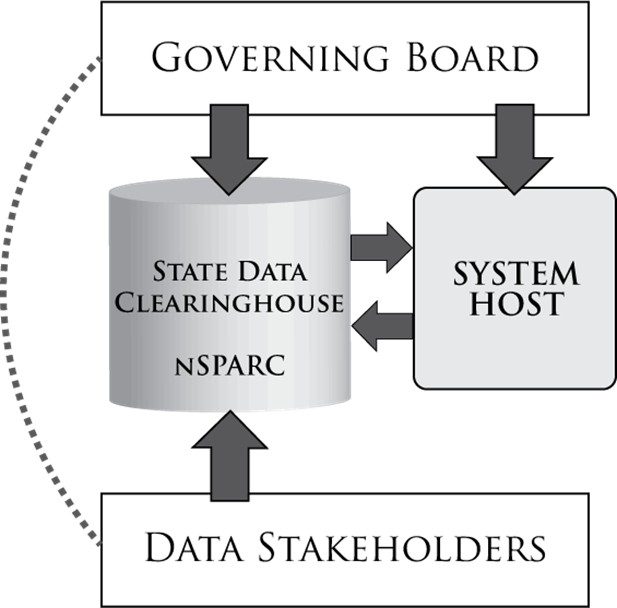 GOVERNING BOARD
STATE DATA
CLEARINGHOUSE
nSPARC
SYSTEM
HOST
DATA STAKEHOLDERS